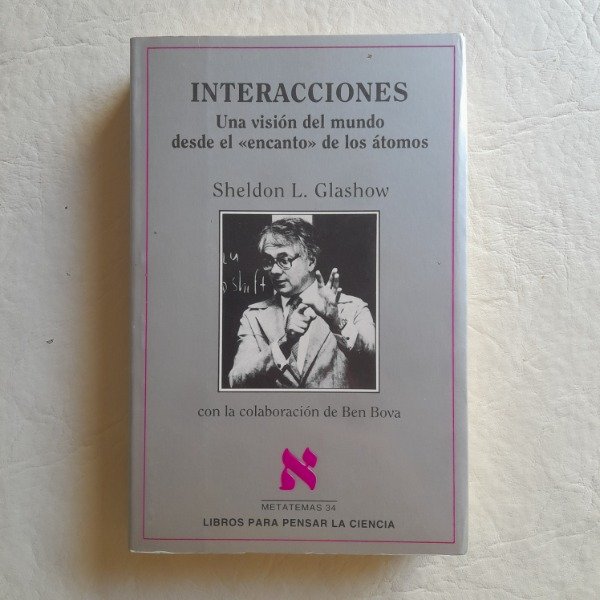 INTERACCIONES
Una visión del mundo
desde el «encanto» de los átomos
Sheldon L. Glashow
shift
con la colaboración de Ben Bova
א
METATEMAS 34
LIBROS PARA PENSAR LA CIENCIA